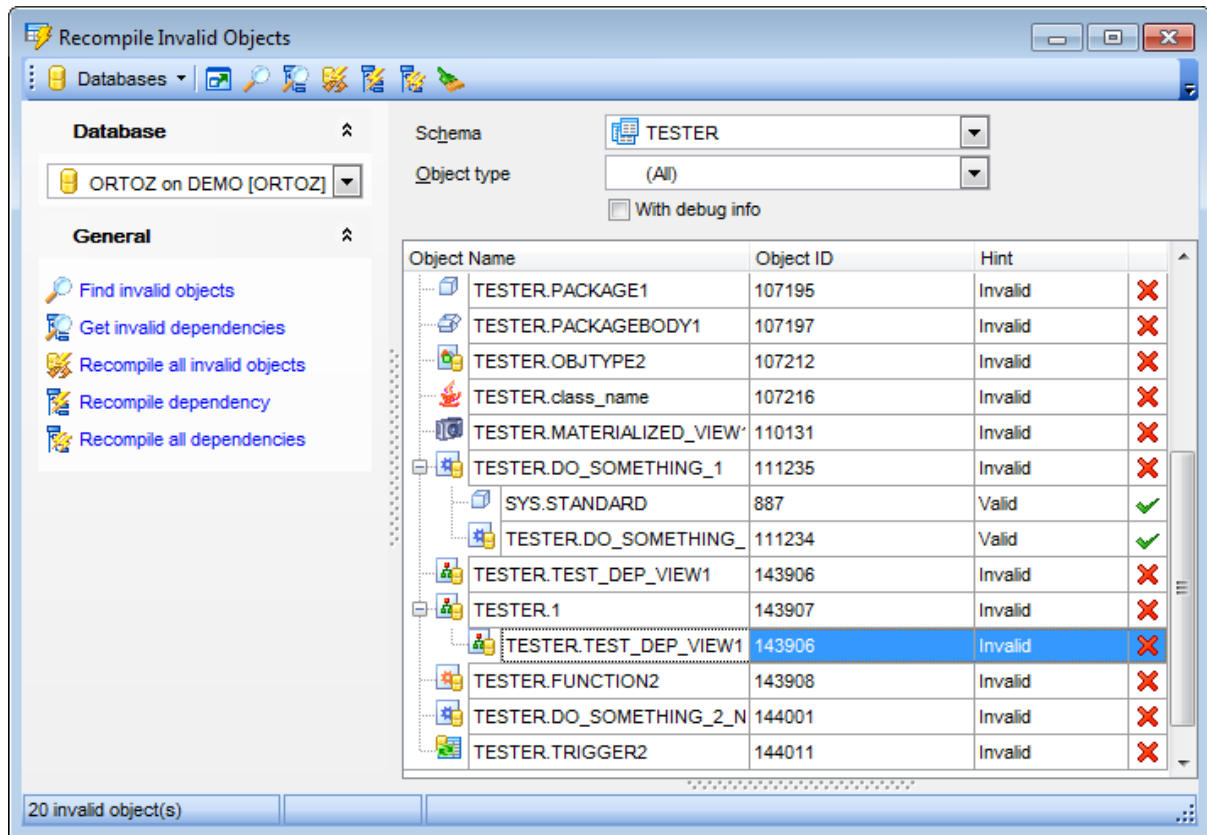 Recompile Invalid Objects
Databases
Database
ORTOZ on DEMO [ORTOZ]
General
Find invalid objects
Get invalid dependencies
Recompile all invalid objects
Recompile dependency
Recompile all dependencies
Schema TESTER
Object type (All)
With debug info
Object Name Object ID Hint
TESTER.PACKAGE1 107195 Invalid
TESTER.PACKAGEBODY1 107197 Invalid
TESTER.OBJTYPE2 107212 Invalid
TESTER.class_name 107216 Invalid
TESTER.MATERIALIZED_VIEW 110131 Invalid
TESTER.DO_SOMETHING_1 111235 Invalid
SYS.STANDARD 887 Valid
TESTER.DO_SOMETHING_ 111234 Valid
TESTER.TEST_DEP_VIEW1 143906 Invalid
TESTER.1 143907 Invalid
TESTER.TEST_DEP_VIEW1 143906 Invalid
TESTER.FUNCTION2 143908 Invalid
TESTER.DO_SOMETHING_2_N 144001 Invalid
TESTER.TRIGGER2 144011 Invalid
20 invalid object(s)